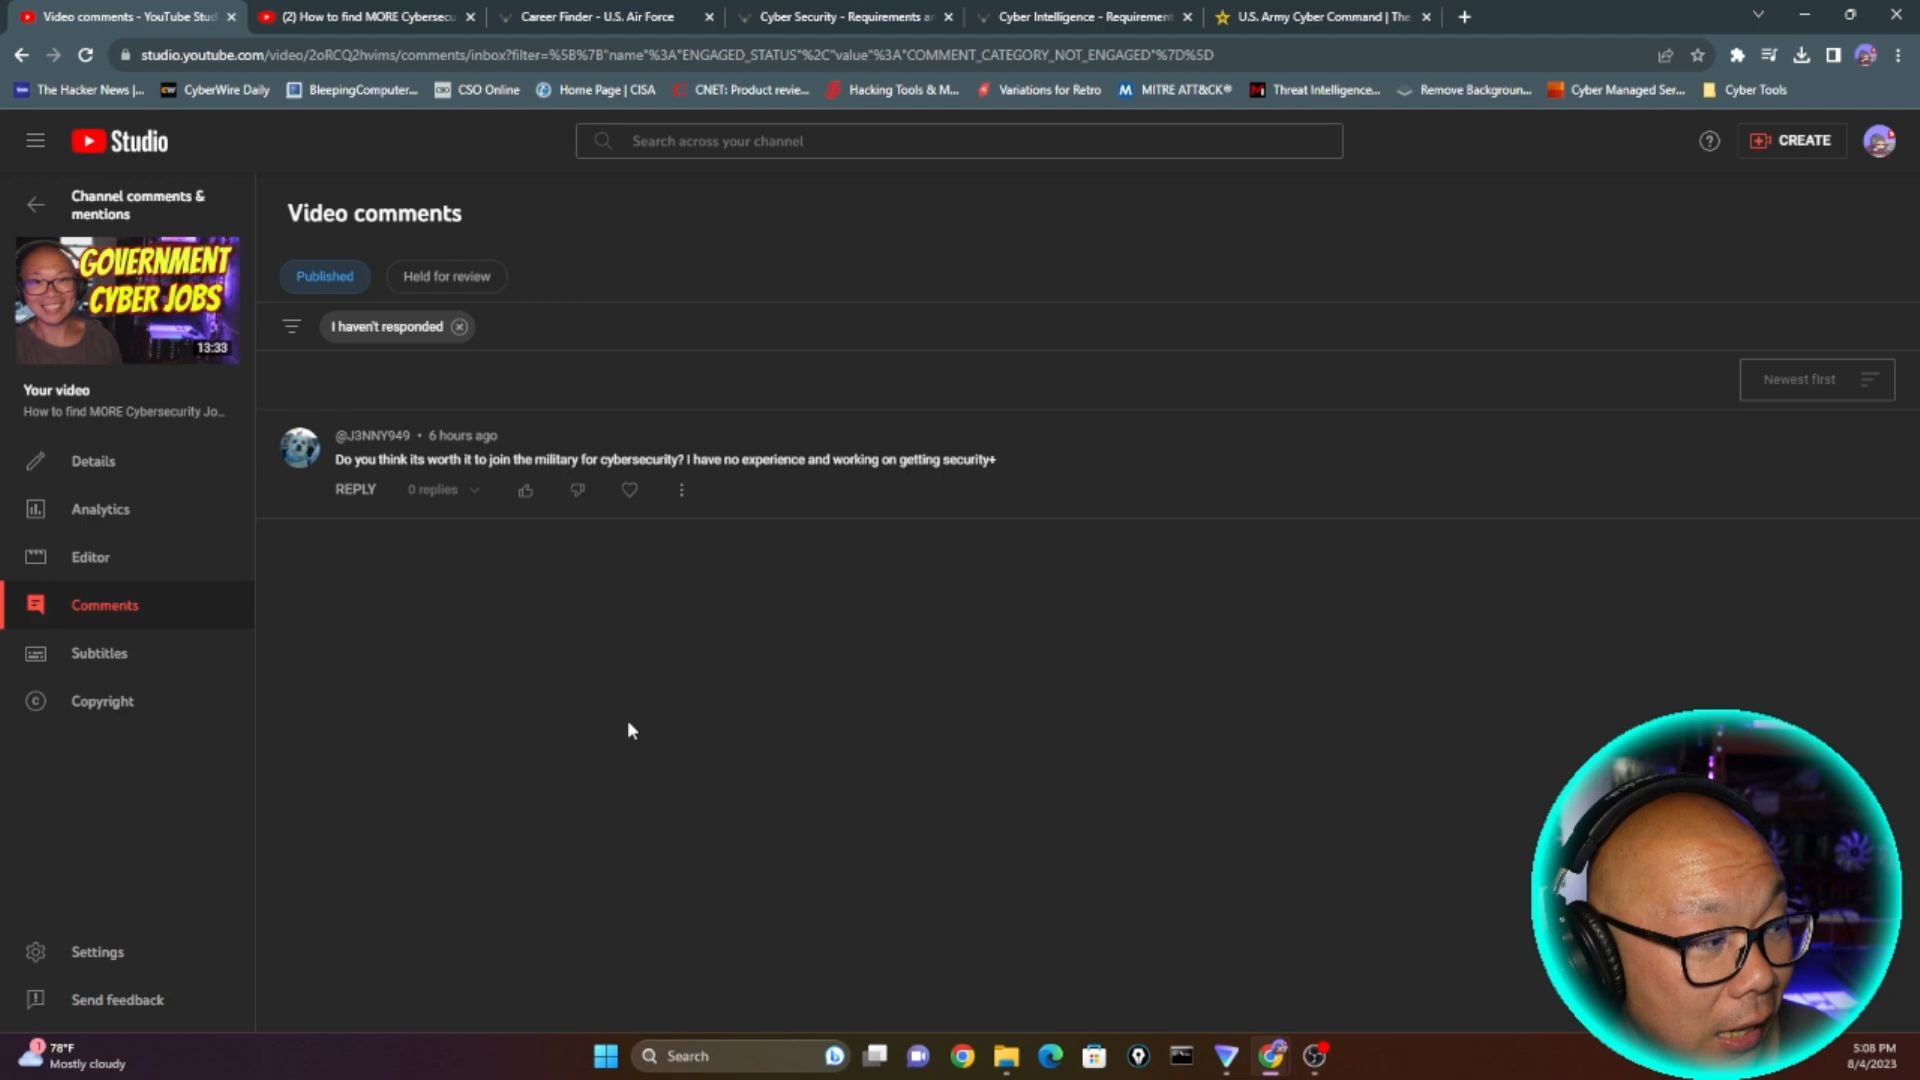 Video comments - YouTube Stud
(2) How to find MORE Cybersecu
Career Finder - U.S. Air Force
Cyber Security - Requirements an
Cyber Intelligence - Requirement
U.S. Army Cyber Command | The
studio.youtube.com/video/2oRCQ2hvims/comments/inbox?filter=%5B%7B"name"%3A"ENGAGED_STATUS"%2C"value"%3A"COMMENT_CATEGORY_NOT_ENGAGED"%7D%5D
The Hacker News |...
CyberWire Daily
BleepingComputer...
CSO Online
Home Page | CISA
CNET: Product revie...
Hacking Tools & M...
Variations for Retro
MITRE ATT&CK®
Threat Intelligence...
Remove Backgroun...
Cyber Managed Ser...
Cyber Tools
Studio
Search across your channel
CREATE
Channel comments &
mentions
GOVERNMENT
CYBER JOBS
13:33
Your video
How to find MORE Cybersecurity Jo...
Details
Analytics
Editor
Comments
Subtitles
Copyright
Settings
Send feedback
Video comments
Published
Held for review
I haven't responded
Newest first
@J3NNY949 • 6 hours ago
Do you think its worth it to join the military for cybersecurity? I have no experience and working on getting security+
REPLY
0 replies
1
78°F
Mostly cloudy
Search
5:08 PM
8/4/2023